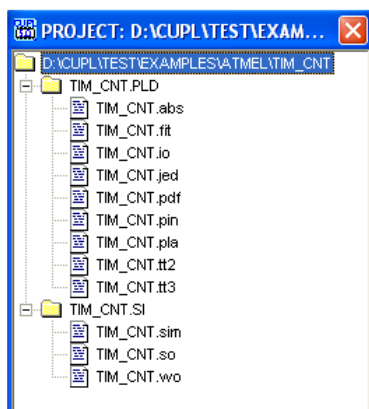 PROJECT: D:\CUPL\TEST\EXAM...
D:\CUPL\TEST\EXAMPLES\ATMEL\TIM_CNT
TIM_CNT.PLD
TIM_CNT.abs
TIM_CNT.fit
TIM_CNT.io
TIM_CNT.jed
TIM_CNT.pdf
TIM_CNT.pin
TIM_CNT.pla
TIM_CNT.tt2
TIM_CNT.tt3
TIM_CNT.SI
TIM_CNT.sim
TIM_CNT.so
TIM_CNT.wo